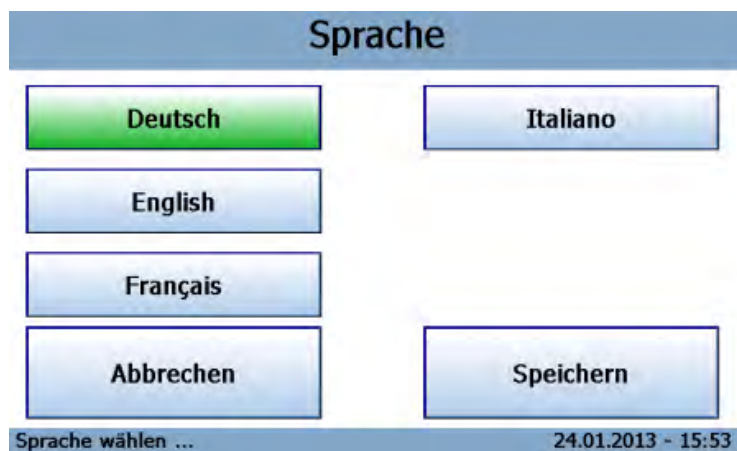 Sprache
Deutsch
Italiano
English
Français
Abbrechen
Speichern
Sprache wählen ...
24.01.2013 - 15:53